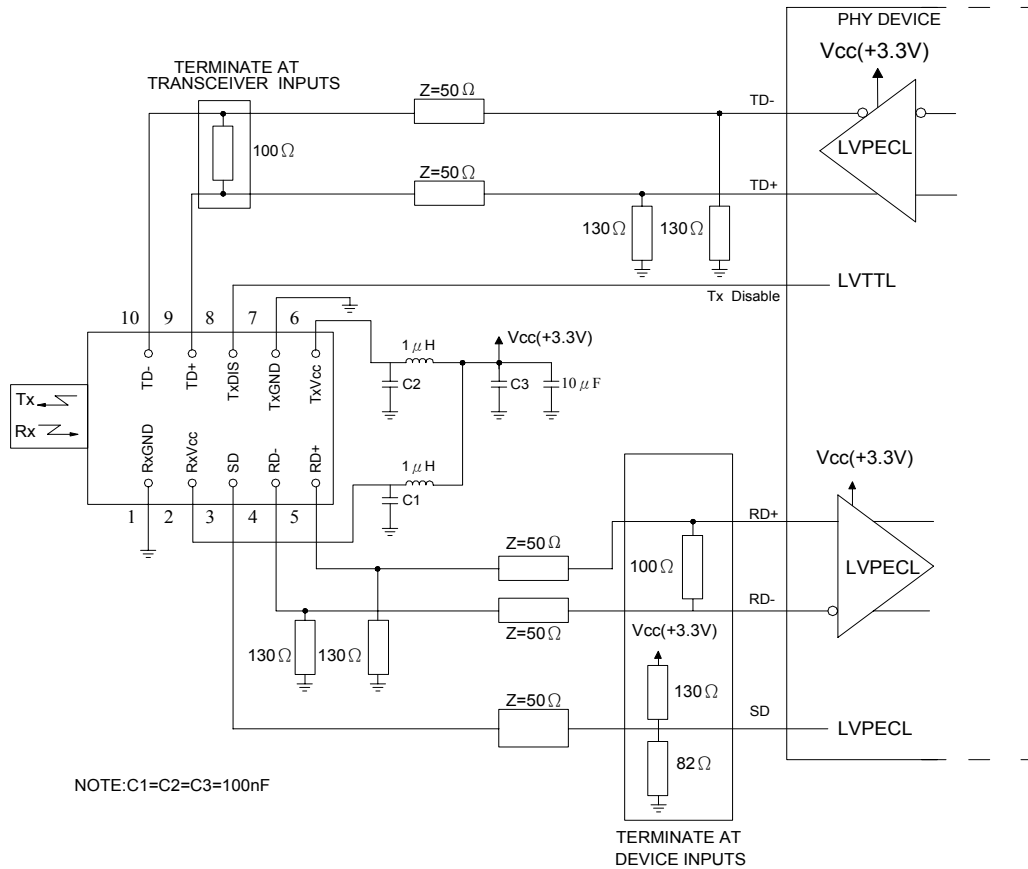 PHY DEVICE
Vcc(+3.3V)
TERMINATE AT
TRANSCEIVER INPUTS
Z=50Ω
TD-
LVPECL
100Ω
Z=50Ω
TD+
130Ω
130Ω
LVTTL
Tx Disable
10 9 8 7 6
Vcc(+3.3V)
1μH
C2
C3
10μF
TD-
TD+
TxDIS
TxGND
TxVcc
Tx
Rx
RxGND
RxVcc
SD
RD-
RD+
1μH
C1
1 2 3 4 5
Vcc(+3.3V)
RD+
Z=50Ω
100Ω
LVPECL
RD-
Z=50Ω
Vcc(+3.3V)
130Ω
130Ω
130Ω
Z=50Ω
SD
LVPECL
82Ω
NOTE:C1=C2=C3=100nF
TERMINATE AT
DEVICE INPUTS